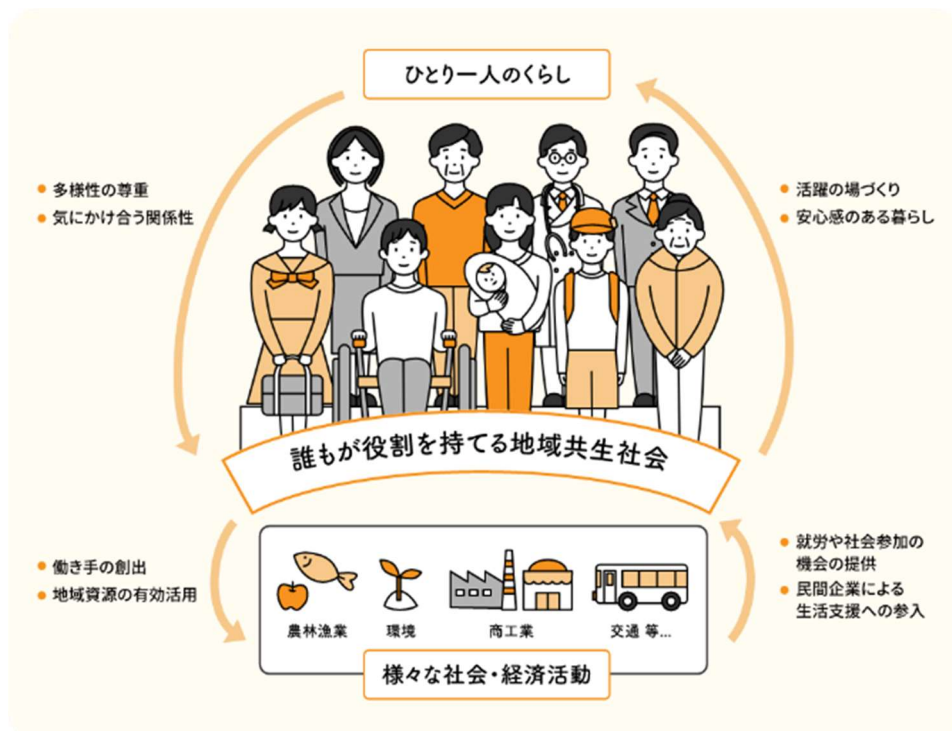 ひとり一人のくらし
● 多様性の尊重
● 気にかけ合う関係性
● 活躍の場づくり
● 安心感のある暮らし
誰もが役割を持てる地域共生社会
● 働き手の創出
● 地域資源の有効活用
● 就労や社会参加の
機会の提供
● 民間企業による
生活支援への参入
農林漁業
環境
商工業
交通 等...
様々な社会・経済活動